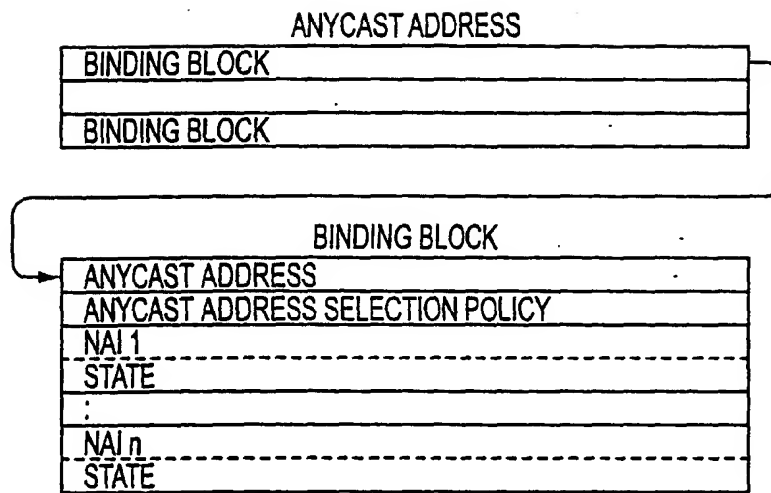 ANYCAST ADDRESS
BINDING BLOCK
BINDING BLOCK
BINDING BLOCK
ANYCAST ADDRESS
ANYCAST ADDRESS SELECTION POLICY
NAI 1
STATE
:
NAI n
STATE